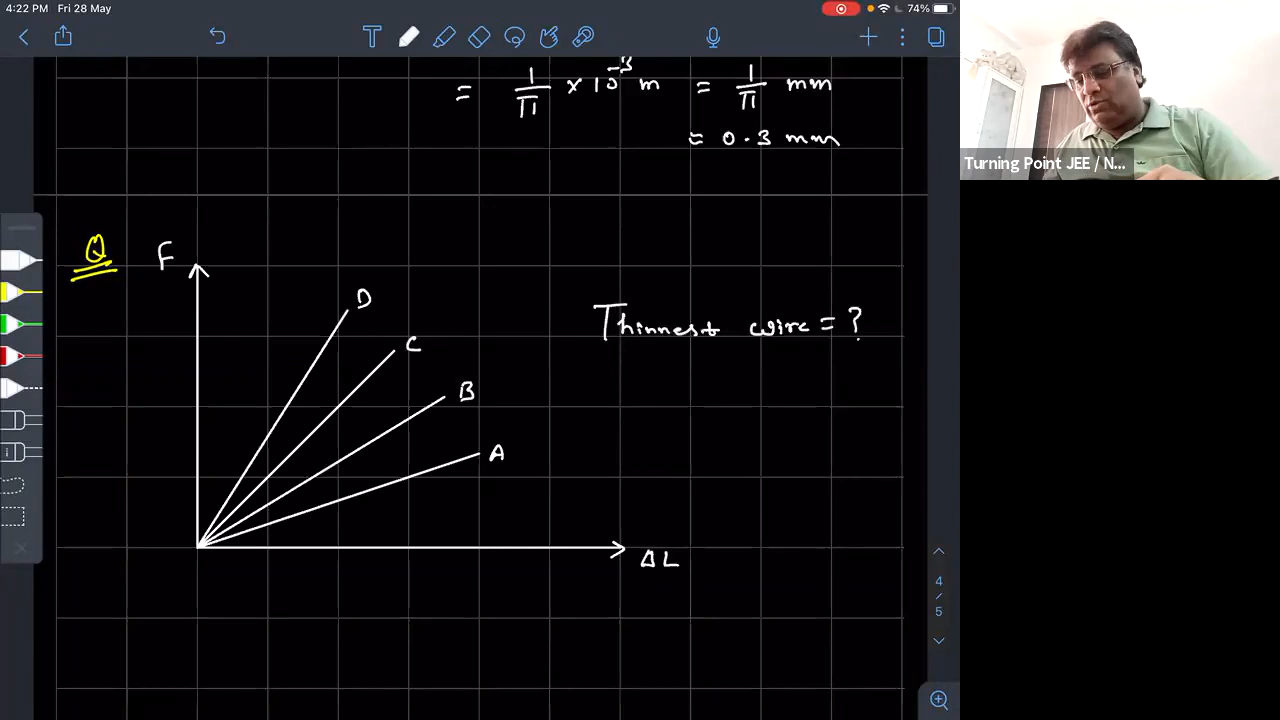 4:22 PM Fri 28 May
74%
= 1/π × 10⁻³ m = 1/π mm
= 0.3 mm
Turning Point JEE / N...
Q
F
D
C
B
A
Thinnest wire = ?
ΔL
4
/
5